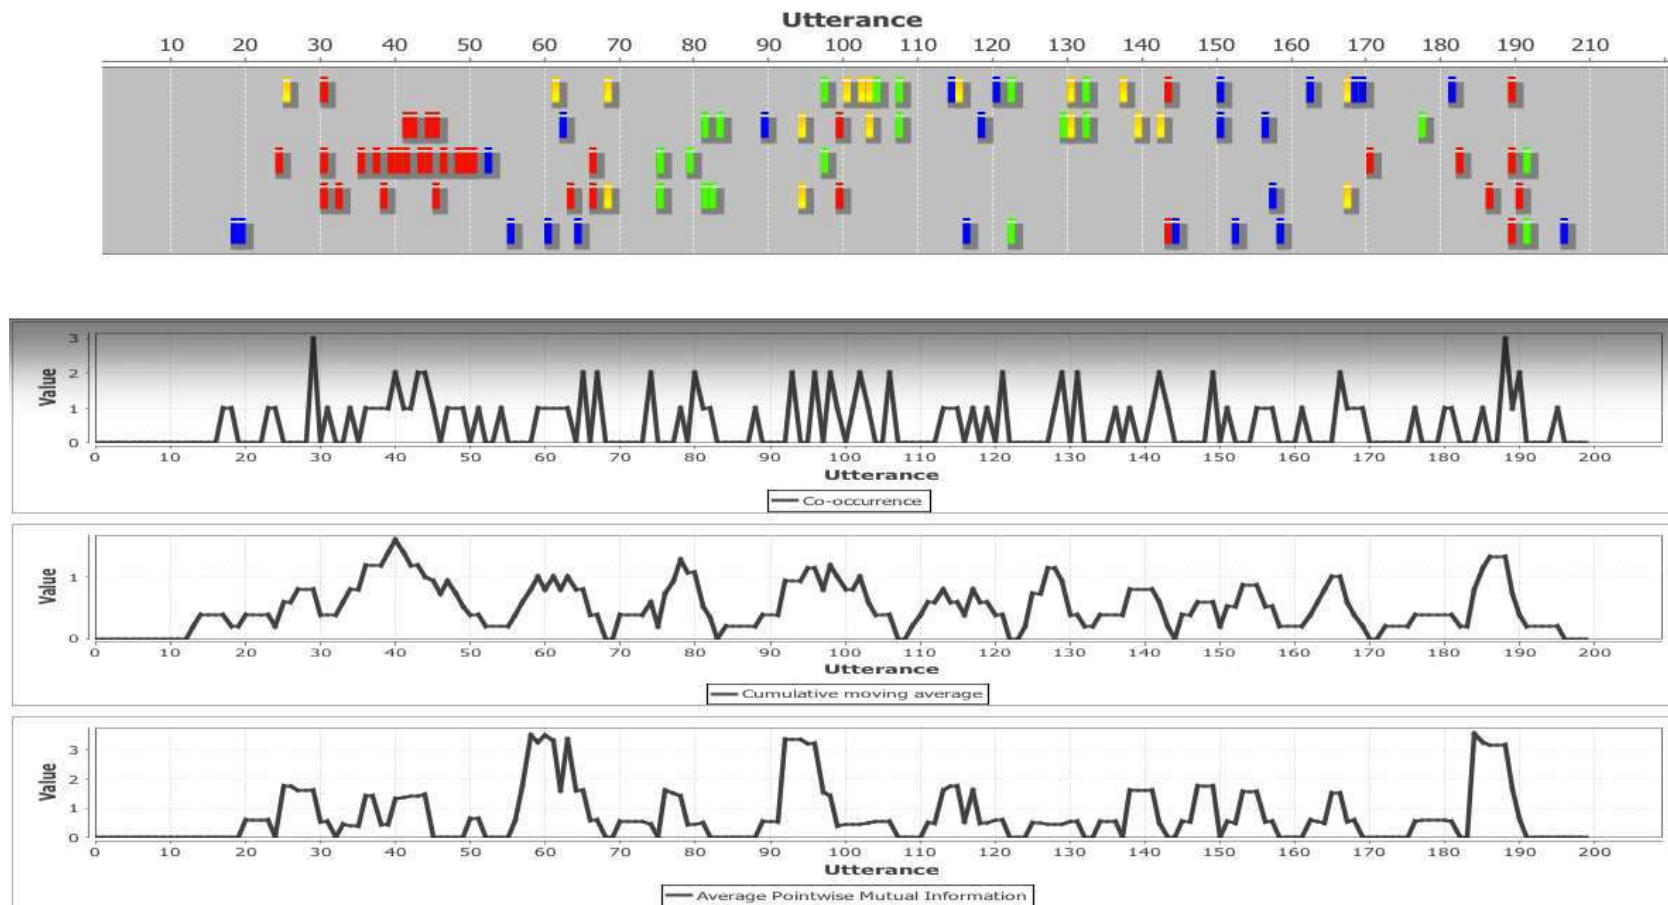 Utterance
10 20 30 40 50 60 70 80 90 100 110 120 130 140 150 160 170 180 190 200 210
Value
3
2
1
0
0 10 20 30 40 50 60 70 80 90 100 110 120 130 140 150 160 170 180 190 200
Utterance
Co-occurrence
Value
1
0
0 10 20 30 40 50 60 70 80 90 100 110 120 130 140 150 160 170 180 190 200
Utterance
Cumulative moving average
Value
3
2
1
0
0 10 20 30 40 50 60 70 80 90 100 110 120 130 140 150 160 170 180 190 200
Utterance
Average Pointwise Mutual Information